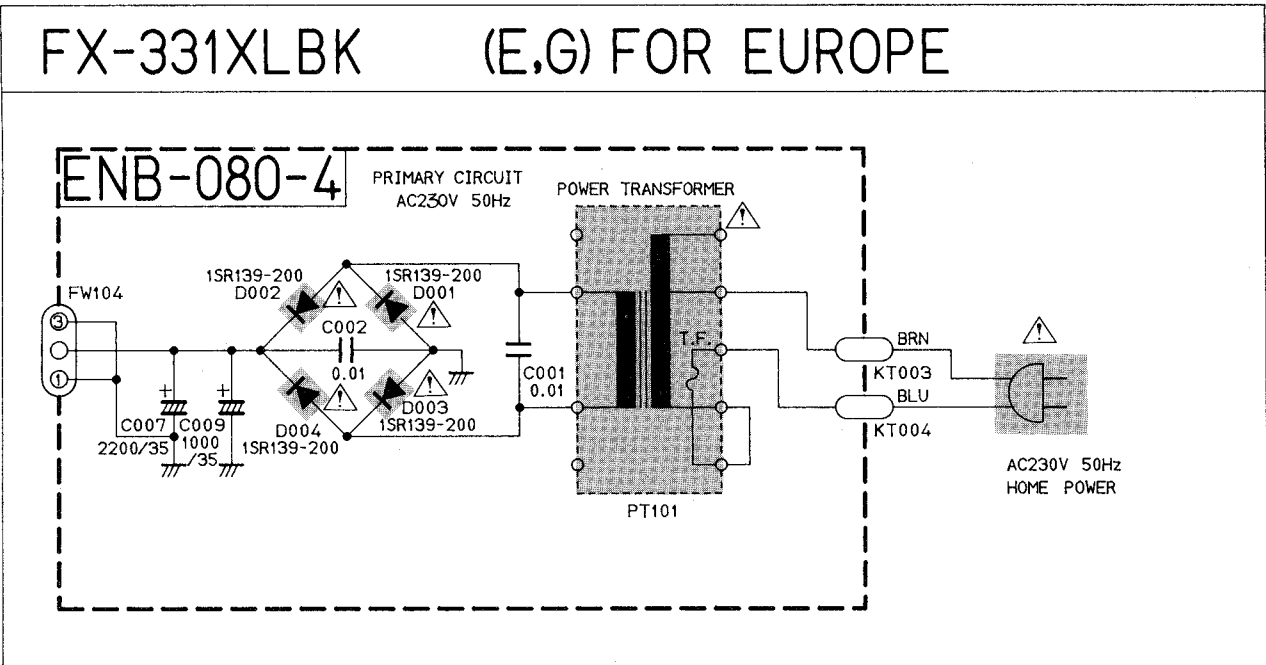 FX-331XLBK (E,G) FOR EUROPE
ENB-080-4
PRIMARY CIRCUIT
AC230V 50Hz
POWER TRANSFORMER
1SR139-200
D002
1SR139-200
D001
FW104
3
1
C002
0.01
C001
0.01
T.F.
BRN
KT003
BLU
KT004
+
C007
2200/35
+
C009
1000
/35
D004
1SR139-200
D003
1SR139-200
PT101
AC230V 50Hz
HOME POWER
! 
!
!
!
!
!